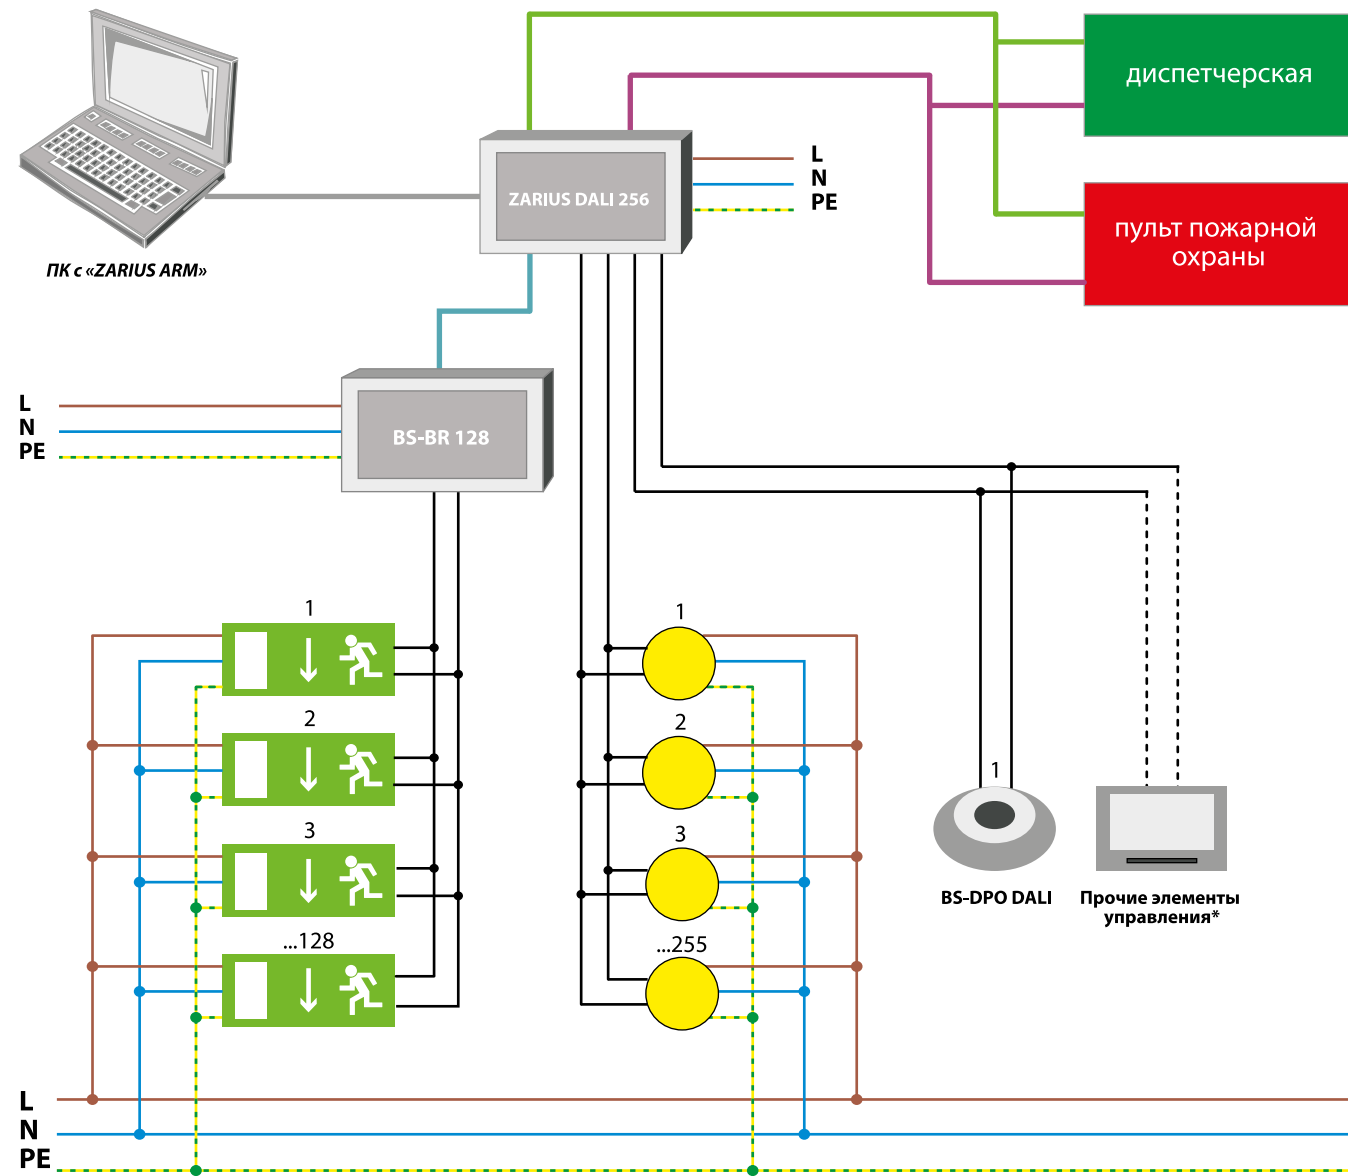 диспетчерская
L
ZARIUS DALI 256
N
PE
пульт пожарной
охраны
ПК с «ZARIUS ARM»
L
N
BS-BR 128
PE
1
1
2
2
1
3
3
BS-DPO DALI
Прочие элементы
управления*
...128
...255
L
N
PE